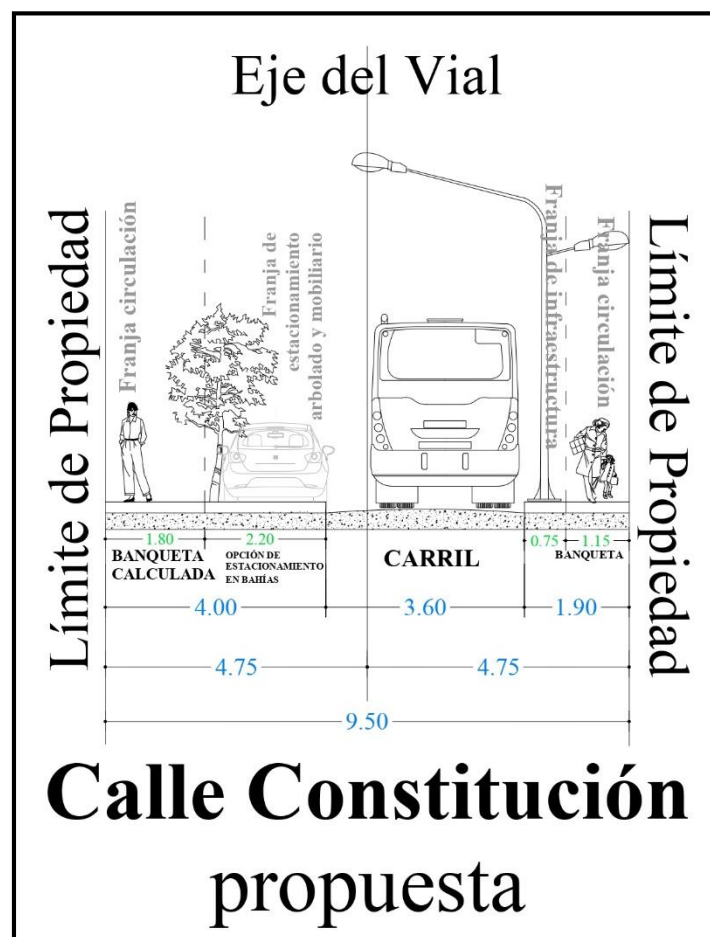 Eje del Vial
Límite de Propiedad
Franja circulación
Franja de
estacionamiento
arbolado y mobiliario
Franja de infraestructura
Franja circulación
Límite de Propiedad
1.80
2.20
0.75
1.15
BANQUETA
CALCULADA
OPCIÓN DE
ESTACIONAMIENTO
EN BAHÍAS
CARRIL
BANQUETA
4.00
3.60
1.90
4.75
4.75
9.50
Calle Constitución
propuesta